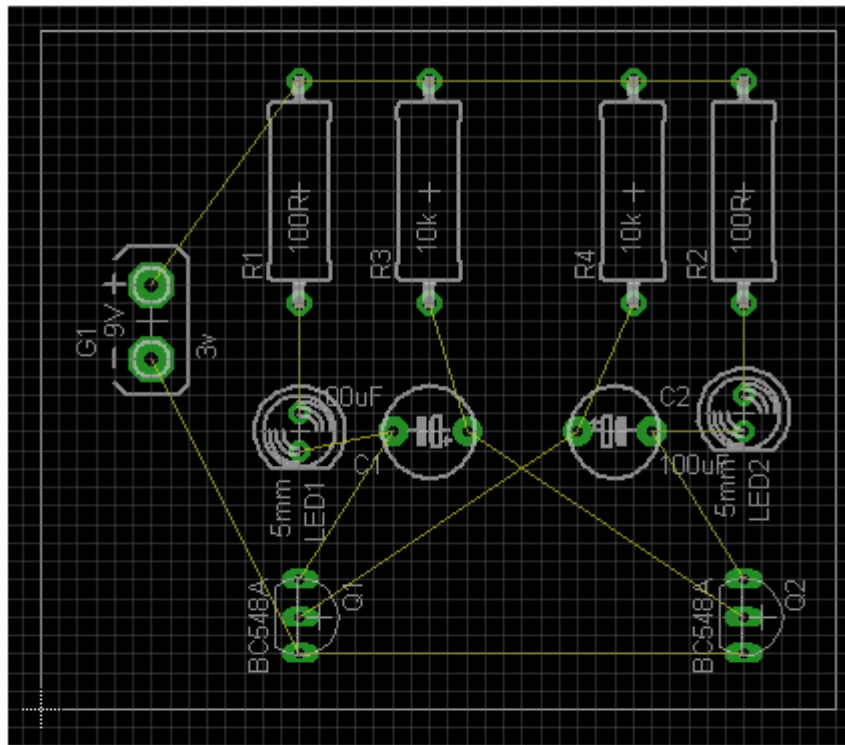 100R
10k
10k
100R
R1
R3
R4
R2
+
9V
-
G1
3v
100uF
C2
C1
100uF
5mm
LED1
5mm
LED2
BC548A
Q1
BC548A
Q2